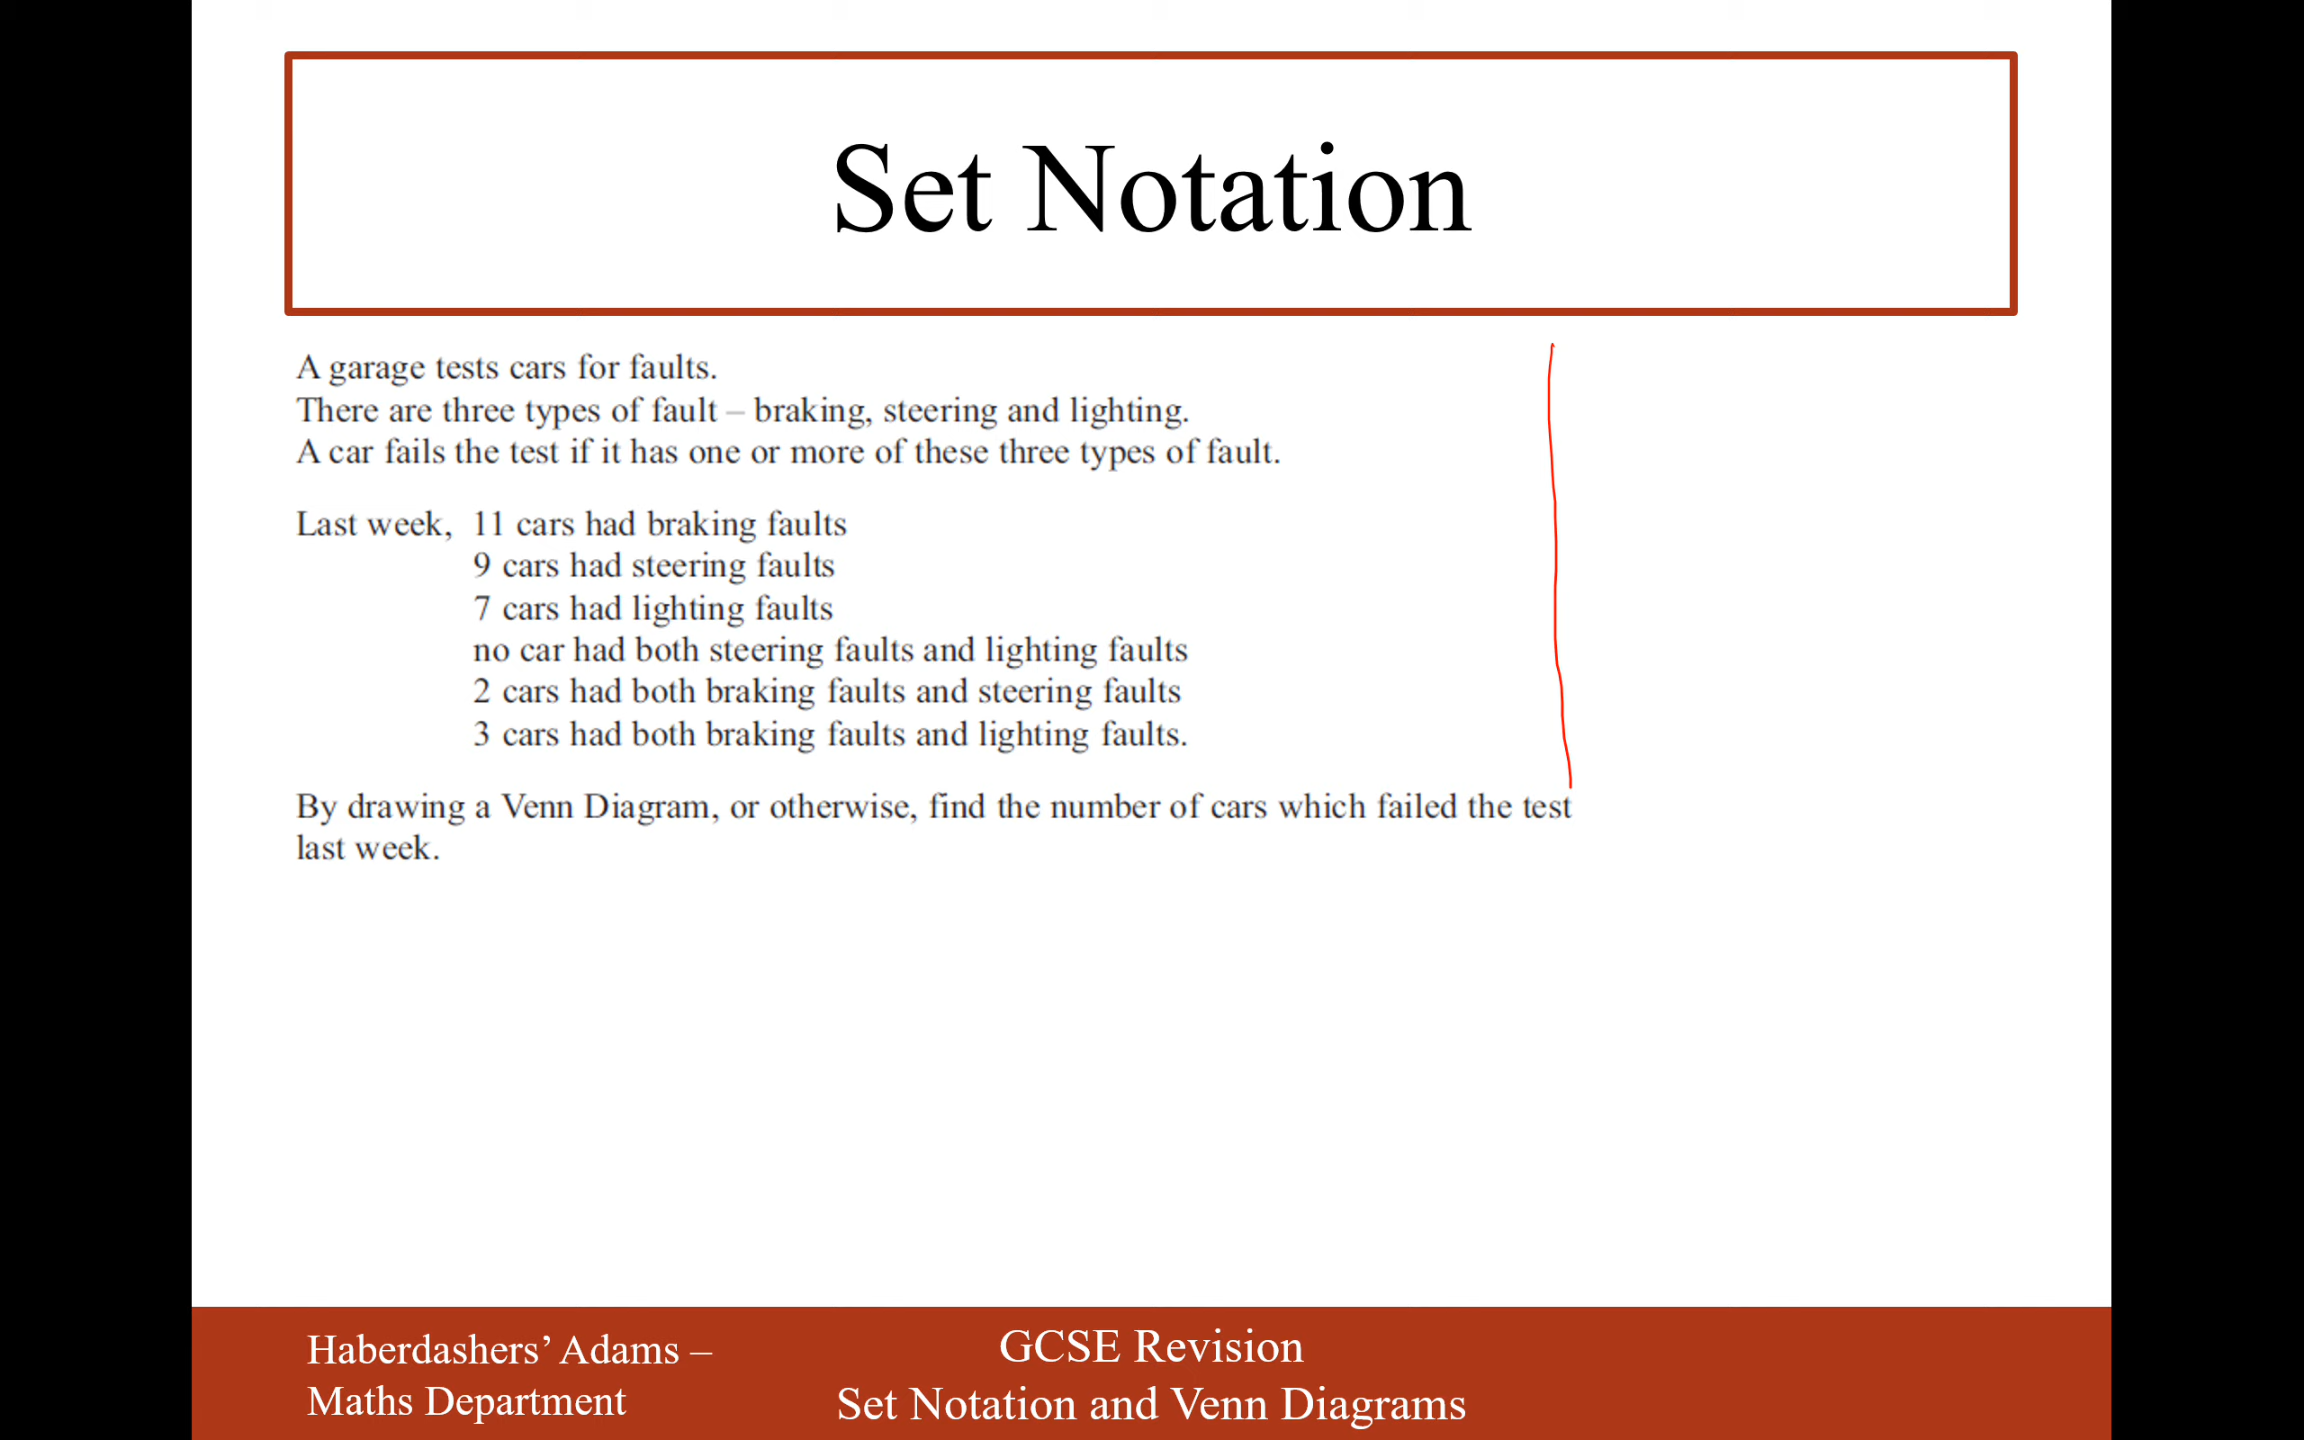 Set Notation
A garage tests cars for faults.
There are three types of fault – braking, steering and lighting.
A car fails the test if it has one or more of these three types of fault.
Last week, 11 cars had braking faults
9 cars had steering faults
7 cars had lighting faults
no car had both steering faults and lighting faults
2 cars had both braking faults and steering faults
3 cars had both braking faults and lighting faults.
By drawing a Venn Diagram, or otherwise, find the number of cars which failed the test
last week.
Haberdashers’ Adams –
Maths Department
GCSE Revision
Set Notation and Venn Diagrams